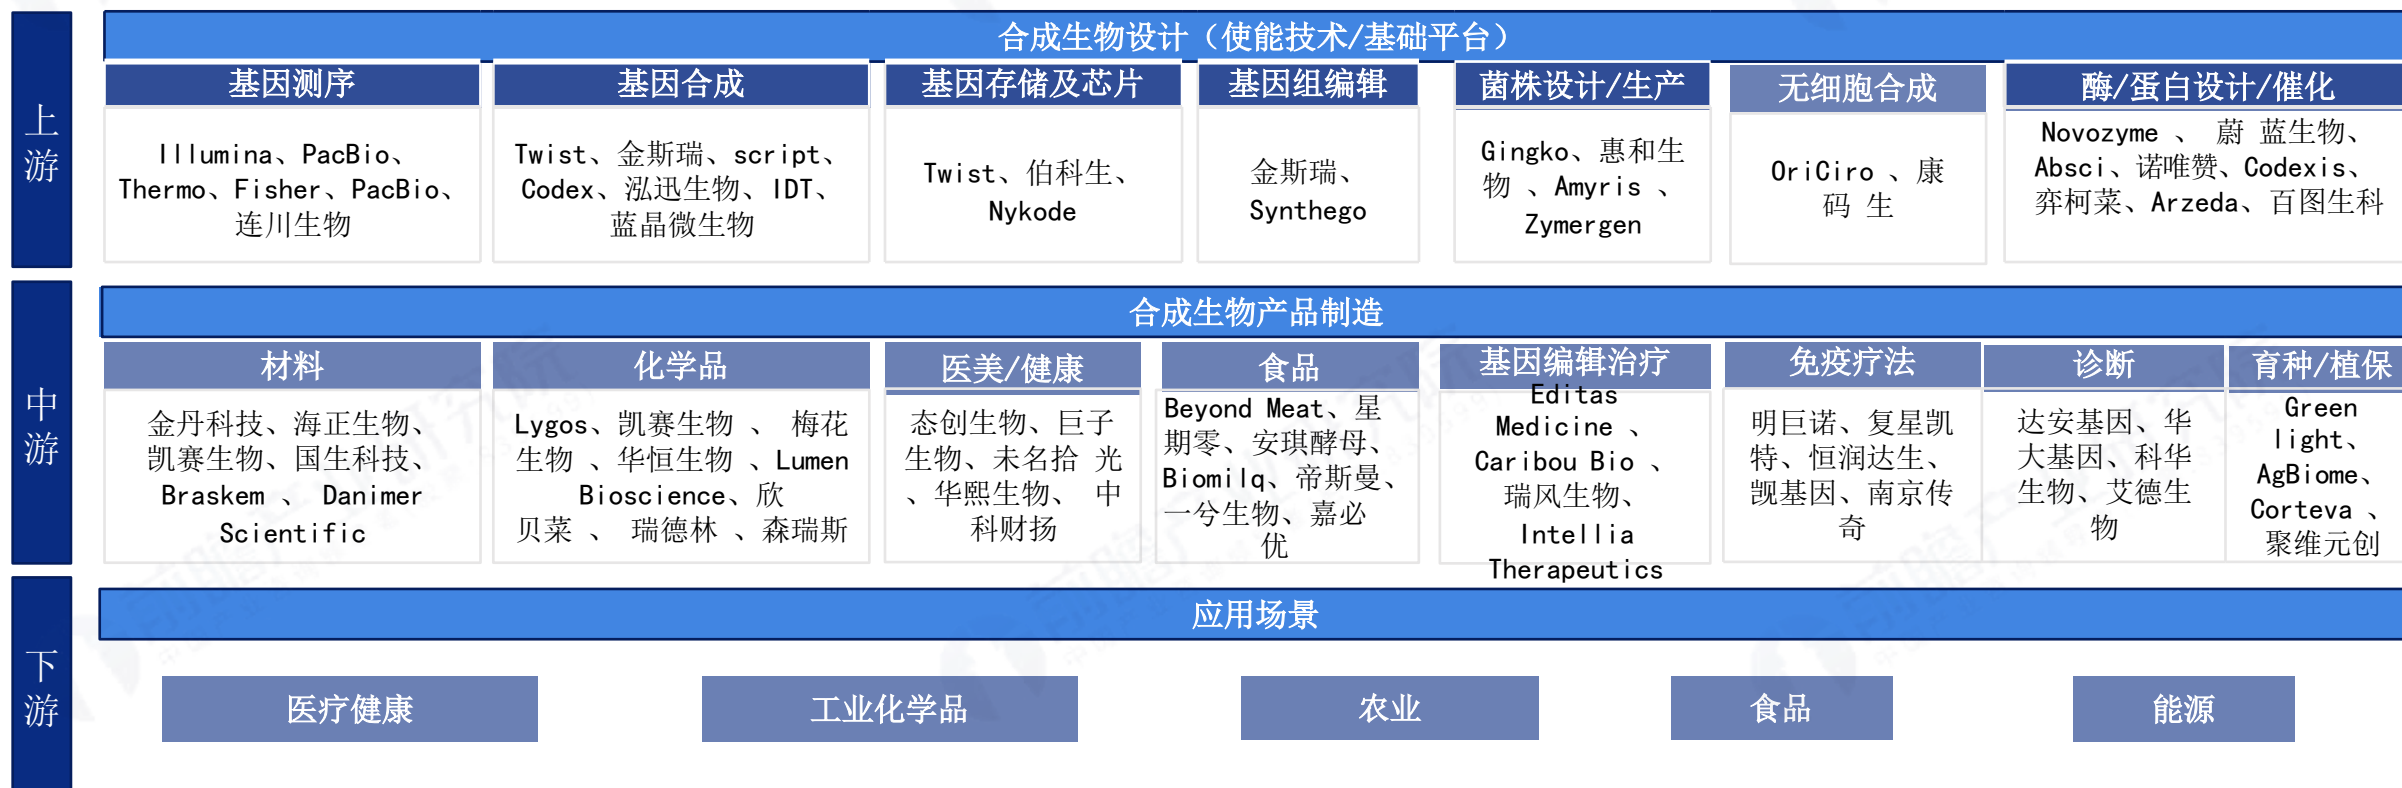 上游
合成生物设计（使能技术/基础平台）
基因测序
Illumina、PacBio、
Thermo、Fisher、PacBio、
连川生物
基因合成
Twist、金斯瑞、script、
Codex、泓迅生物、IDT、
蓝晶微生物
基因存储及芯片
Twist、伯科生、
Nykode
基因组编辑
金斯瑞、
Synthego
菌株设计/生产
Gingko、惠和生
物 、Amyris 、
Zymergen
无细胞合成
OriCiro 、康
码 生
酶/蛋白设计/催化
Novozyme 、 蔚 蓝生物、
Absci、诺唯赞、Codexis、
弈柯莱、Arzeda、百图生科
中游
合成生物产品制造
材料
金丹科技、海正生物、
凯赛生物、国生科技、
Braskem 、 Danimer
Scientific
化学品
Lygos、凯赛生物 、 梅花
生物 、华恒生物 、Lumen
Bioscience、欣
贝莱 、 瑞德林 、森瑞斯
医美/健康
态创生物、巨子
生物、未名拾 光
、华熙生物、 中
科财扬
食品
Beyond Meat、星
期零、安琪酵母、
Biomilq、帝斯曼、
一兮生物、嘉必
优
基因编辑治疗
Editas
Medicine 、
Caribou Bio 、
瑞风生物、
Intellia
Therapeutics
免疫疗法
明巨诺、复星凯
特、恒润达生、
觊基因、南京传
奇
诊断
达安基因、华
大基因、科华
生物、艾德生
物
育种/植保
Green
light、
AgBiome、
Corteva 、
聚维元创
下游
应用场景
医疗健康
工业化学品
农业
食品
能源